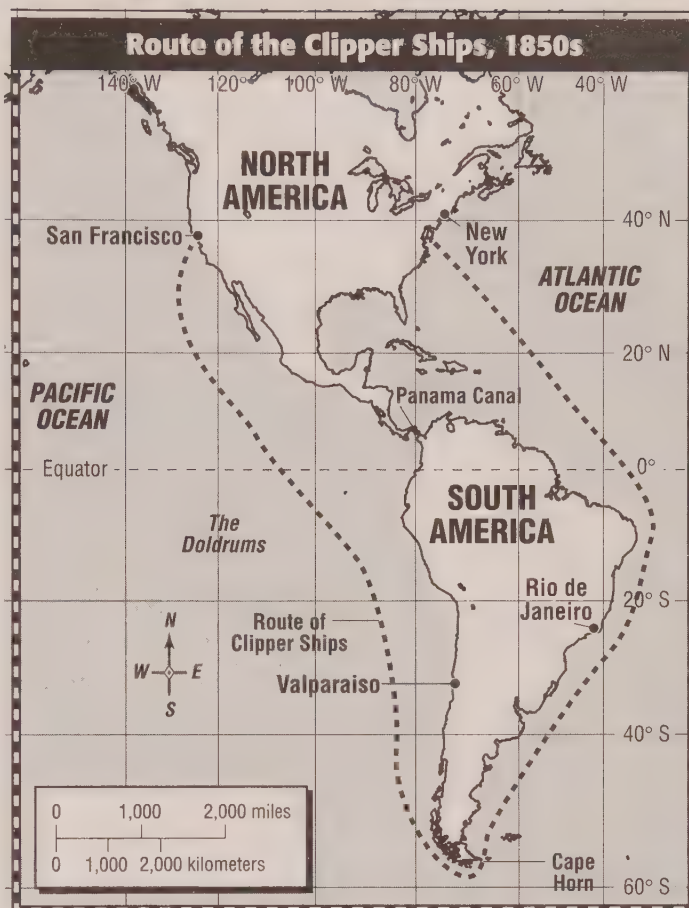 Route of the Clipper Ships, 1850s
140° W
100° W
80° W
60° W
40° W
NORTH
AMERICA
40° N
San Francisco
New
York
ATLANTIC
OCEAN
20° N
PACIFIC
OCEAN
Panama Canal
Equator
0°
SOUTH
AMERICA
The
Doldrums
Rio de
Janeiro
20° S
Route of
Clipper Ships
N
W
E
S
Valparaiso
40° S
0 1,000 2,000 miles
0 1,000 2,000 kilometers
Cape
Horn
60° S